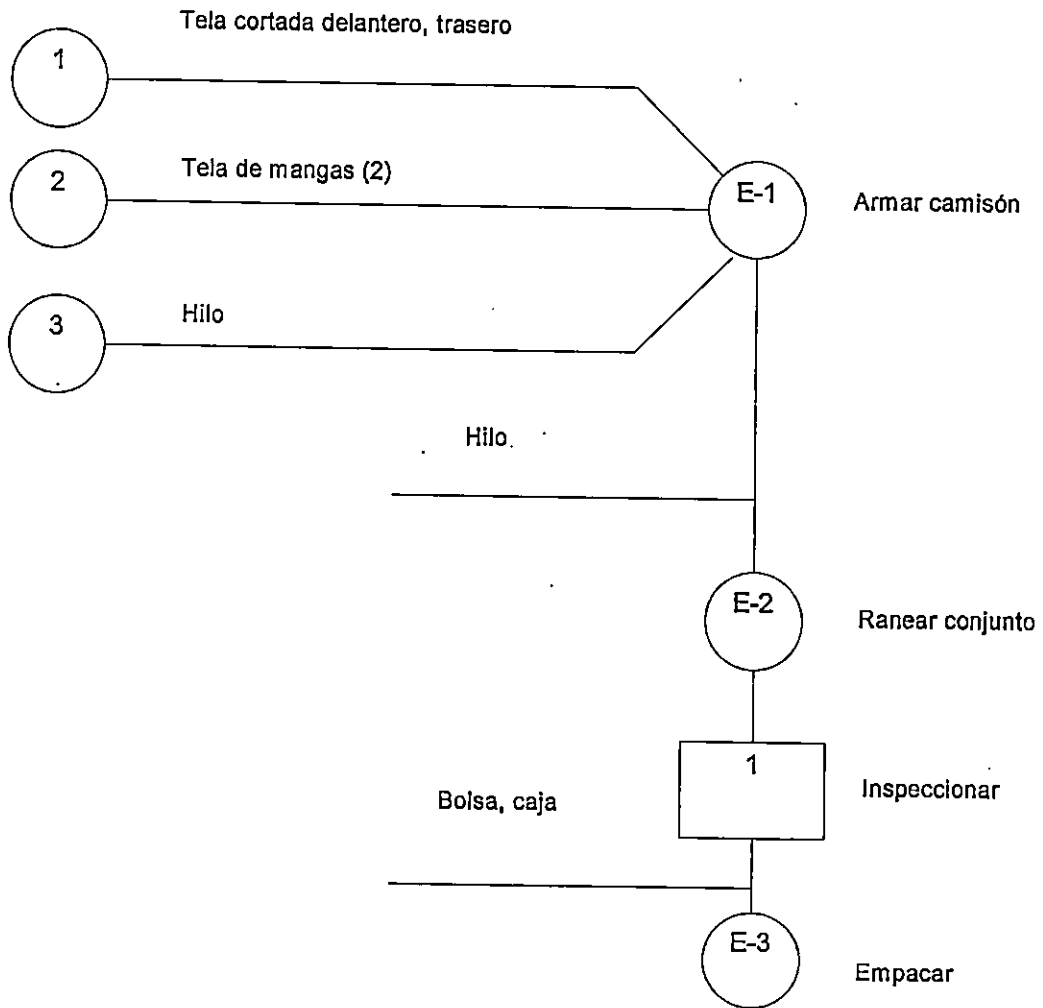 Tela cortada delantero, trasero
1
Tela de mangas (2)
2
E-1
Armar camisón
Hilo
3
Hilo
E-2
Ranear conjunto
1
Inspeccionar
Bolsa, caja
E-3
Empacar